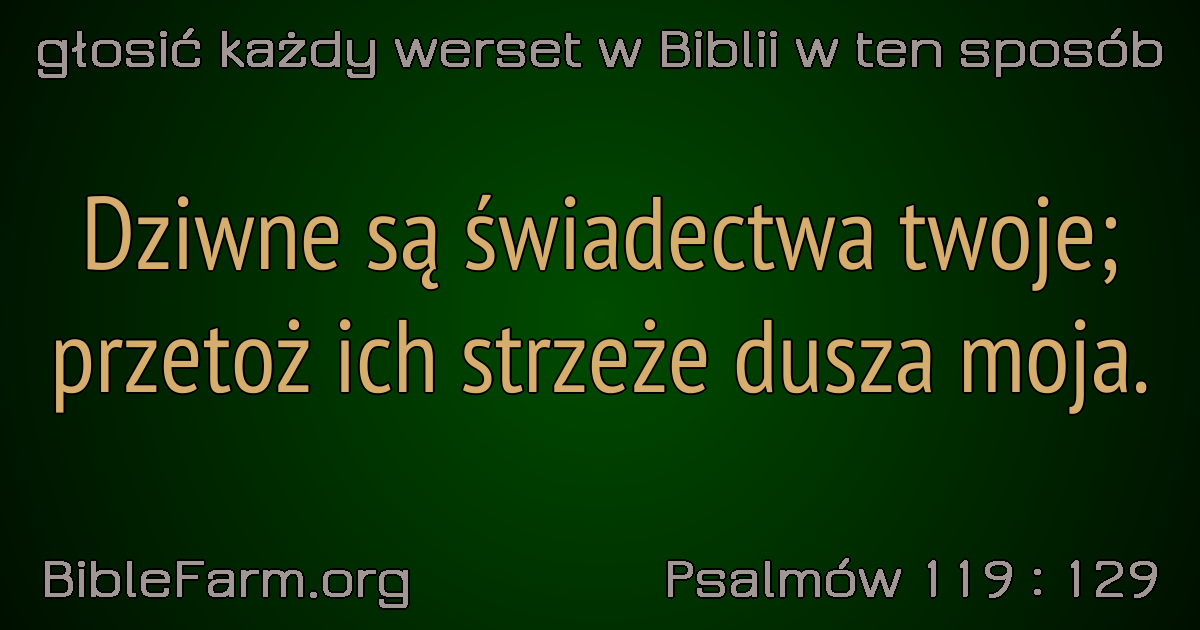 głosić każdy werset w Biblii w ten sposób
Dziwne są świadectwa twoje;
przetoż ich strzeże dusza moja.
BibleFarm.org
Psalmów 119 : 129